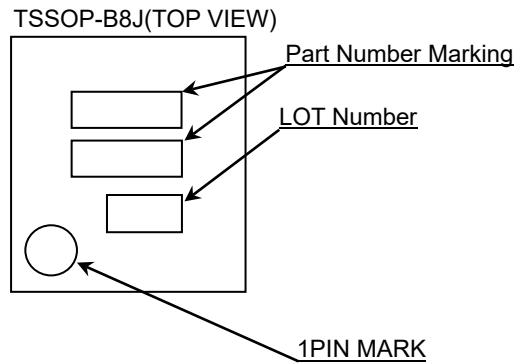 TSSOP-B8J(TOP VIEW)
Part Number Marking
LOT Number
1PIN MARK